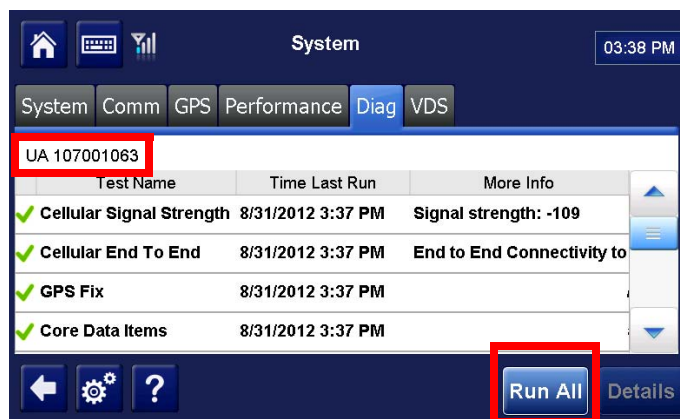 System
03:38 PM
System Comm GPS Performance Diag VDS
UA 107001063
Test Name Time Last Run More Info
Cellular Signal Strength 8/31/2012 3:37 PM Signal strength: -109
Cellular End To End 8/31/2012 3:37 PM End to End Connectivity to
GPS Fix 8/31/2012 3:37 PM
Core Data Items 8/31/2012 3:37 PM
? Run All Details